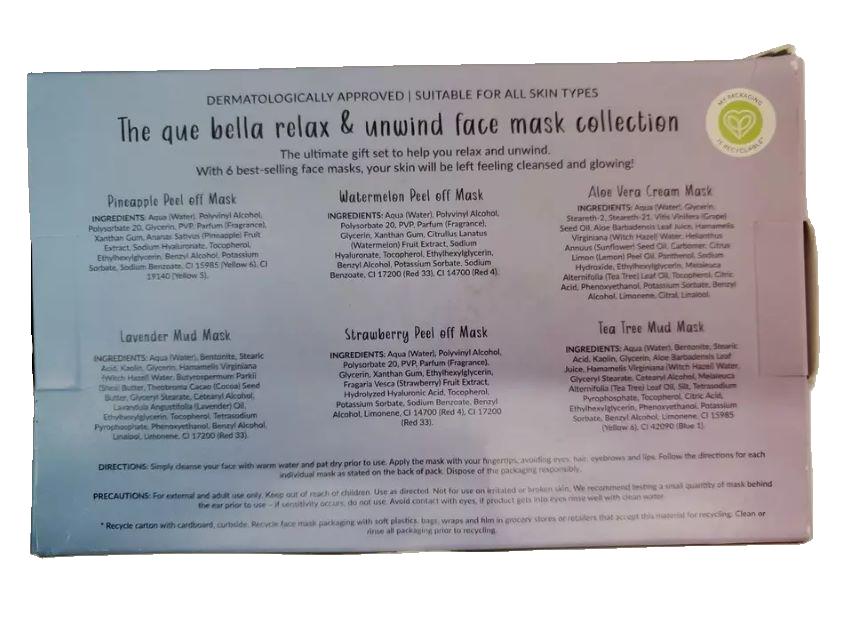 DERMATOLOGICALLY APPROVED | SUITABLE FOR ALL SKIN TYPES
The que bella relax & unwind face mask collection
The ultimate gift set to help you relax and unwind.
With 6 best-selling face masks, your skin will be left feeling cleansed and glowing!
MY PACKAGING
IS RECYCLABLE*
Pineapple Peel off Mask
INGREDIENTS: Aqua (Water), Polyvinyl Alcohol,
Polysorbate 20, Glycerin, PVP, Parfum (Fragrance),
Xanthan Gum, Ananas Sativus (Pineapple) Fruit
Extract, Sodium Hyaluronate, Tocopherol,
Ethylhexylglycerin, Benzyl Alcohol, Potassium
Sorbate, Sodium Benzoate, CI 15985 (Yellow 6), CI
19140 (Yellow 5).
Watermelon Peel off Mask
INGREDIENTS: Aqua (Water), Polyvinyl Alcohol,
Polysorbate 20, PVP, Parfum (Fragrance),
Glycerin, Xanthan Gum, Citrullus Lanatus
(Watermelon) Fruit Extract, Sodium
Hyaluronate, Tocopherol, Ethylhexylglycerin,
Benzyl Alcohol, Potassium Sorbate, Sodium
Benzoate, CI 17200 (Red 33), CI 14700 (Red 4).
Aloe Vera Cream Mask
INGREDIENTS: Aqua (Water), Glycerin,
Steareth-2, Steareth-21, Vitis Vinifera (Grape)
Seed Oil, Aloe Barbadensis Leaf Juice, Hamamelis
Virginiana (Witch Hazel) Water, Helianthus
Annuus (Sunflower) Seed Oil, Carbomer, Citrus
Limon (Lemon) Peel Oil, Panthenol, Sodium
Hydroxide, Ethylhexylglycerin, Melaleuca
Alternifolia (Tea Tree) Leaf Oil, Tocopherol, Citric
Acid, Phenoxyethanol, Potassium Sorbate, Benzyl
Alcohol, Limonene, Citral, Linalool.
Lavender Mud Mask
INGREDIENTS: Aqua (Water), Bentonite, Stearic
Acid, Kaolin, Glycerin, Hamamelis Virginiana
(Witch Hazel) Water, Butyrospermum Parkii
(Shea) Butter, Theobroma Cacao (Cocoa) Seed
Butter, Glyceryl Stearate, Cetearyl Alcohol,
Lavandula Angustifolia (Lavender) Oil,
Ethylhexylglycerin, Tocopherol, Tetrasodium
Pyrophosphate, Phenoxyethanol, Benzyl Alcohol,
Linalool, Limonene, CI 17200 (Red 33).
Strawberry Peel off Mask
INGREDIENTS: Aqua (Water), Polyvinyl Alcohol,
Polysorbate 20, PVP, Parfum (Fragrance),
Glycerin, Xanthan Gum, Ethylhexylglycerin,
Fragaria Vesca (Strawberry) Fruit Extract,
Hydrolyzed Hyaluronic Acid, Tocopherol,
Potassium Sorbate, Sodium Benzoate, Benzyl
Alcohol, Limonene, CI 14700 (Red 4), CI 17200
(Red 33).
Tea Tree Mud Mask
INGREDIENTS: Aqua (Water), Bentonite, Stearic
Acid, Kaolin, Glycerin, Aloe Barbadensis Leaf
Juice, Hamamelis Virginiana (Witch Hazel) Water,
Glyceryl Stearate, Cetearyl Alcohol, Melaleuca
Alternifolia (Tea Tree) Leaf Oil, Silt, Tetrasodium
Pyrophosphate, Tocopherol, Citric Acid,
Ethylhexylglycerin, Phenoxyethanol, Potassium
Sorbate, Benzyl Alcohol, Limonene, CI 15985
(Yellow 6), CI 42090 (Blue 1).
DIRECTIONS: Simply cleanse your face with warm water and pat dry prior to use. Apply the mask with your fingertips, avoiding eyes, hair, eyebrows and lips. Follow the directions for each
individual mask as stated on the back of pack. Dispose of the packaging responsibly.
PRECAUTIONS: For external and adult use only. Keep out of reach of children. Use as directed. Not for use on irritated or broken skin. We recommend testing a small quantity of mask behind
the ear prior to use – if sensitivity occurs, do not use. Avoid contact with eyes, if product gets into eyes rinse well with clean water.
* Recycle carton with cardboard, curbside. Recycle face mask packaging with soft plastics, bags, wraps and film in grocery stores or retailers that accept this material for recycling. Clean or
rinse all packaging prior to recycling.